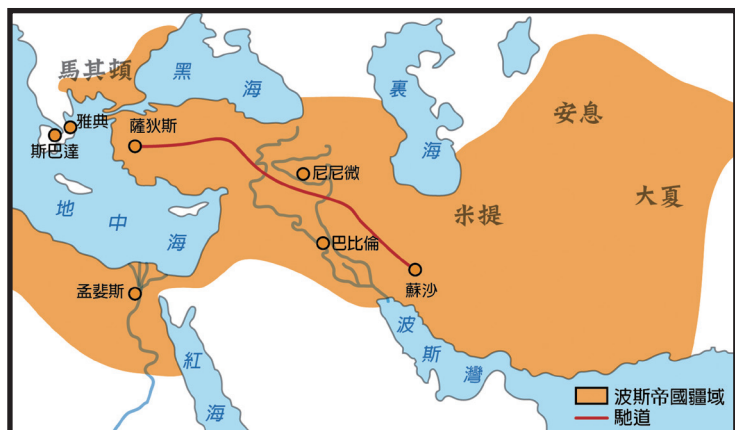 馬其頓
黑海
裏海
雅典
斯巴達
薩狄斯
尼尼微
安息
大夏
米提
地中海
巴比倫
孟斐斯
蘇沙
波斯灣
紅海
波斯帝國疆域
馳道